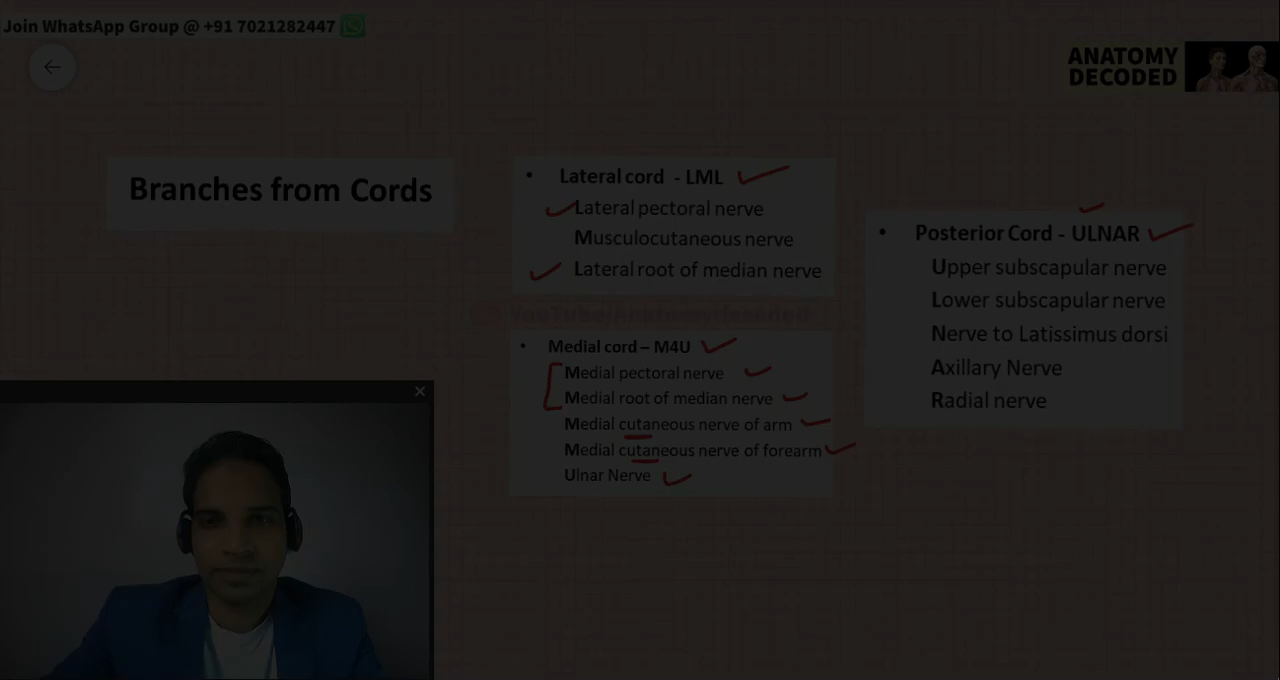 Join WhatsApp Group @ +91 7021282447
ANATOMY
DECODED
Branches from Cords
• Lateral cord - LML
Lateral pectoral nerve
Musculocutaneous nerve
Lateral root of median nerve
YouTube/Anatomy decoded
• Medial cord – M4U
Medial pectoral nerve
Medial root of median nerve
Medial cutaneous nerve of arm
Medial cutaneous nerve of forearm
Ulnar Nerve
• Posterior Cord - ULNAR
Upper subscapular nerve
Lower subscapular nerve
Nerve to Latissimus dorsi
Axillary Nerve
Radial nerve